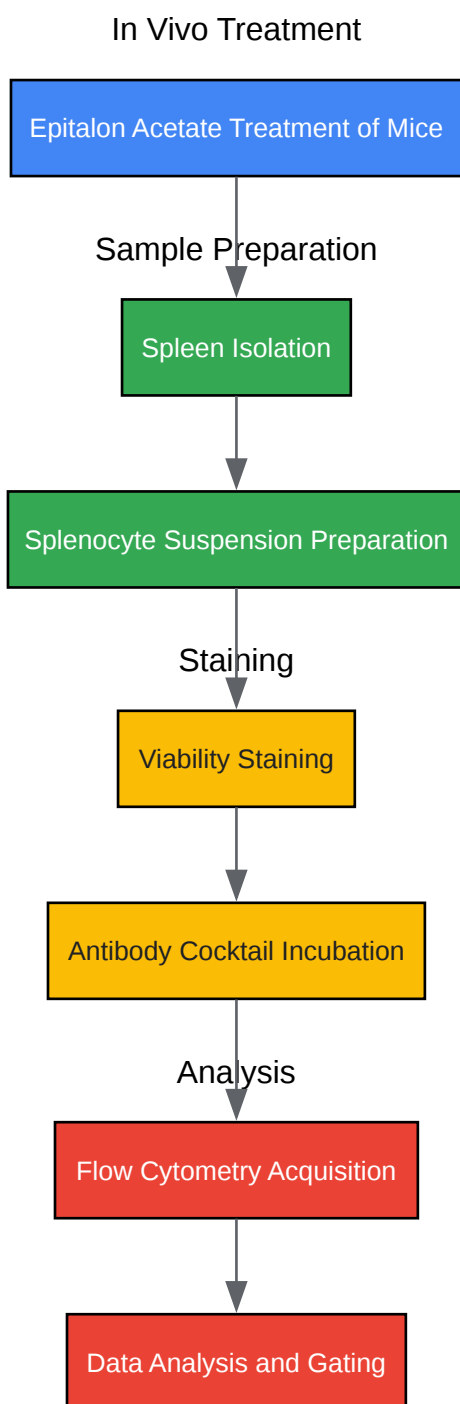 In Vivo Treatment
Epitalon Acetate Treatment of Mice
Sample Preparation
Spleen Isolation
Splenocyte Suspension Preparation
Staining
Viability Staining
Antibody Cocktail Incubation
Analysis
Flow Cytometry Acquisition
Data Analysis and Gating